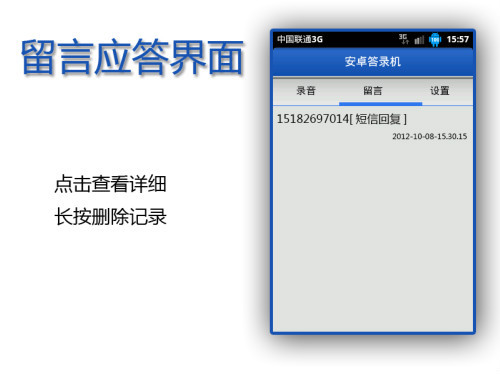 留言应答界面
点击查看详细
长按删除记录
中国联通3G 3G 15:57
安卓答录机
录音 留言 设置
15182697014[短信回复]
2012-10-08-15.30.15